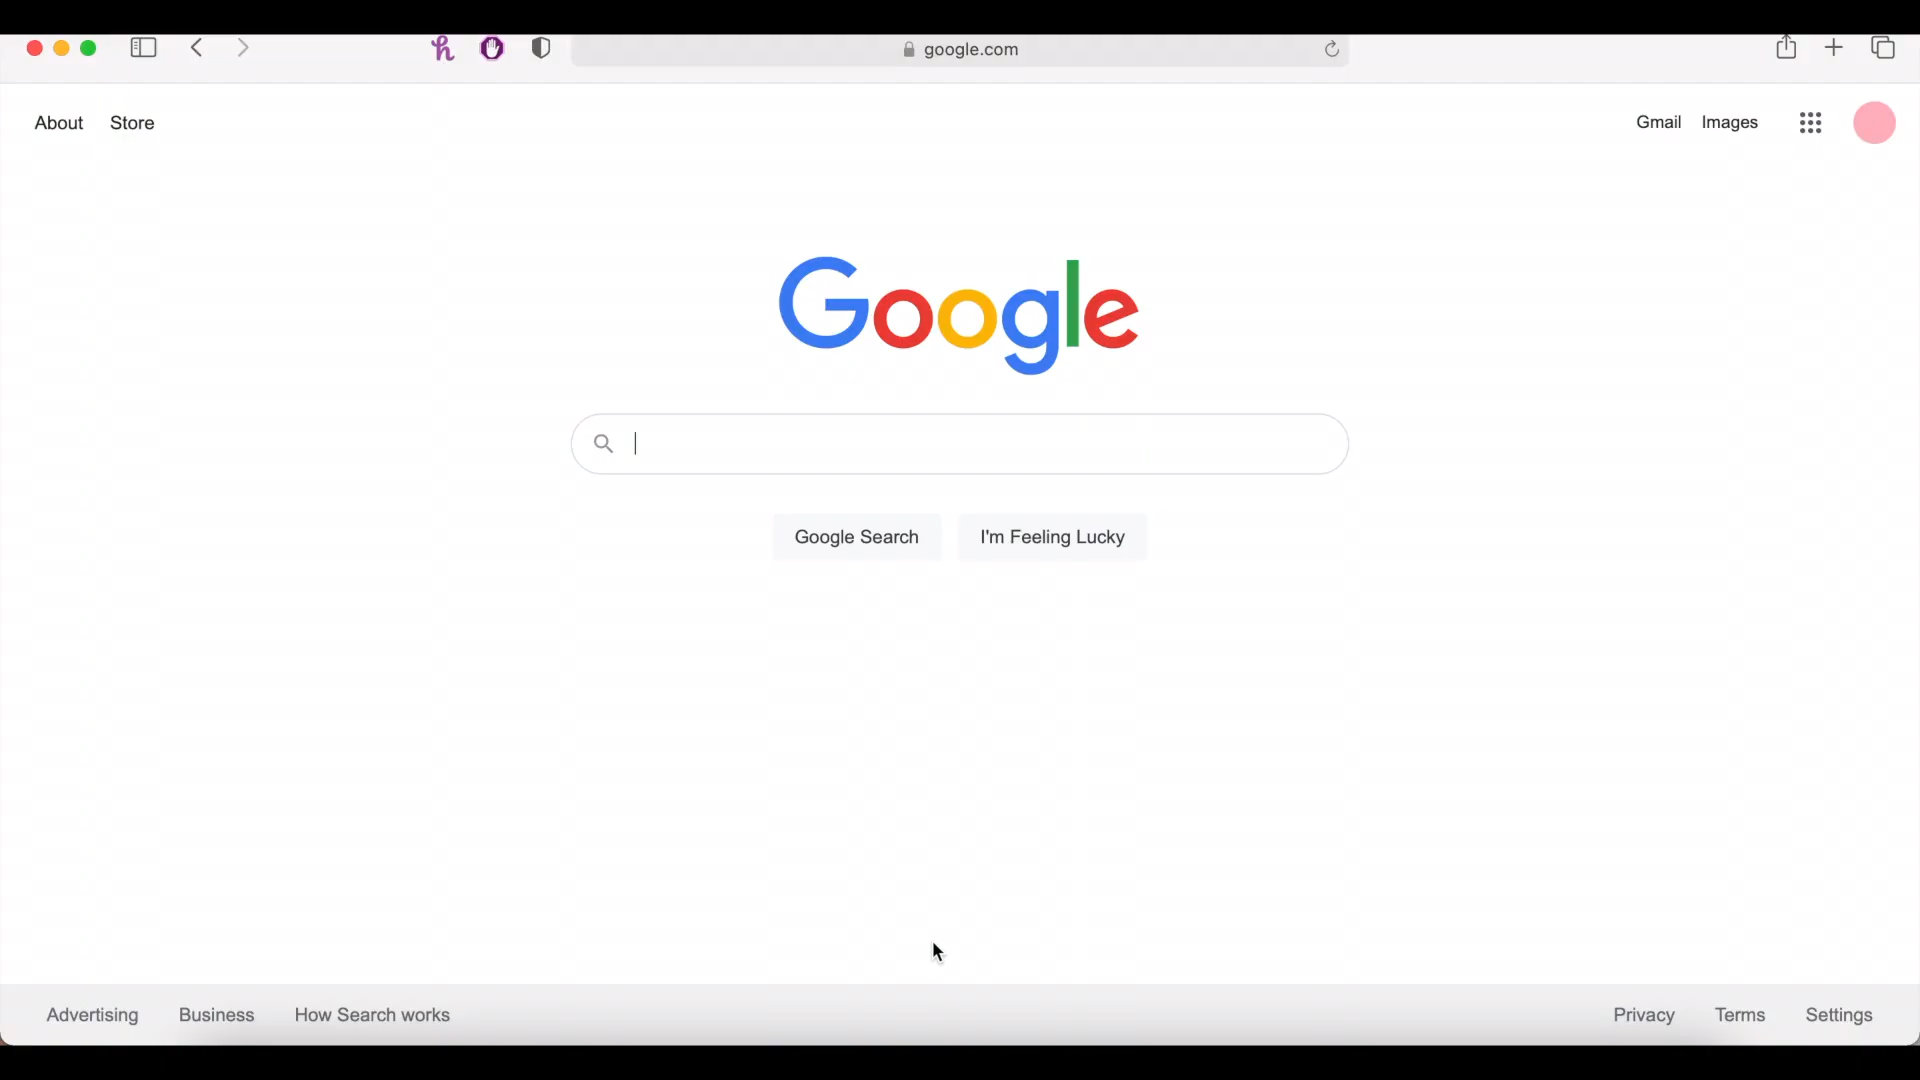 google.com
About Store
Gmail Images
Google
Google Search I'm Feeling Lucky
Advertising Business How Search works
Privacy Terms Settings